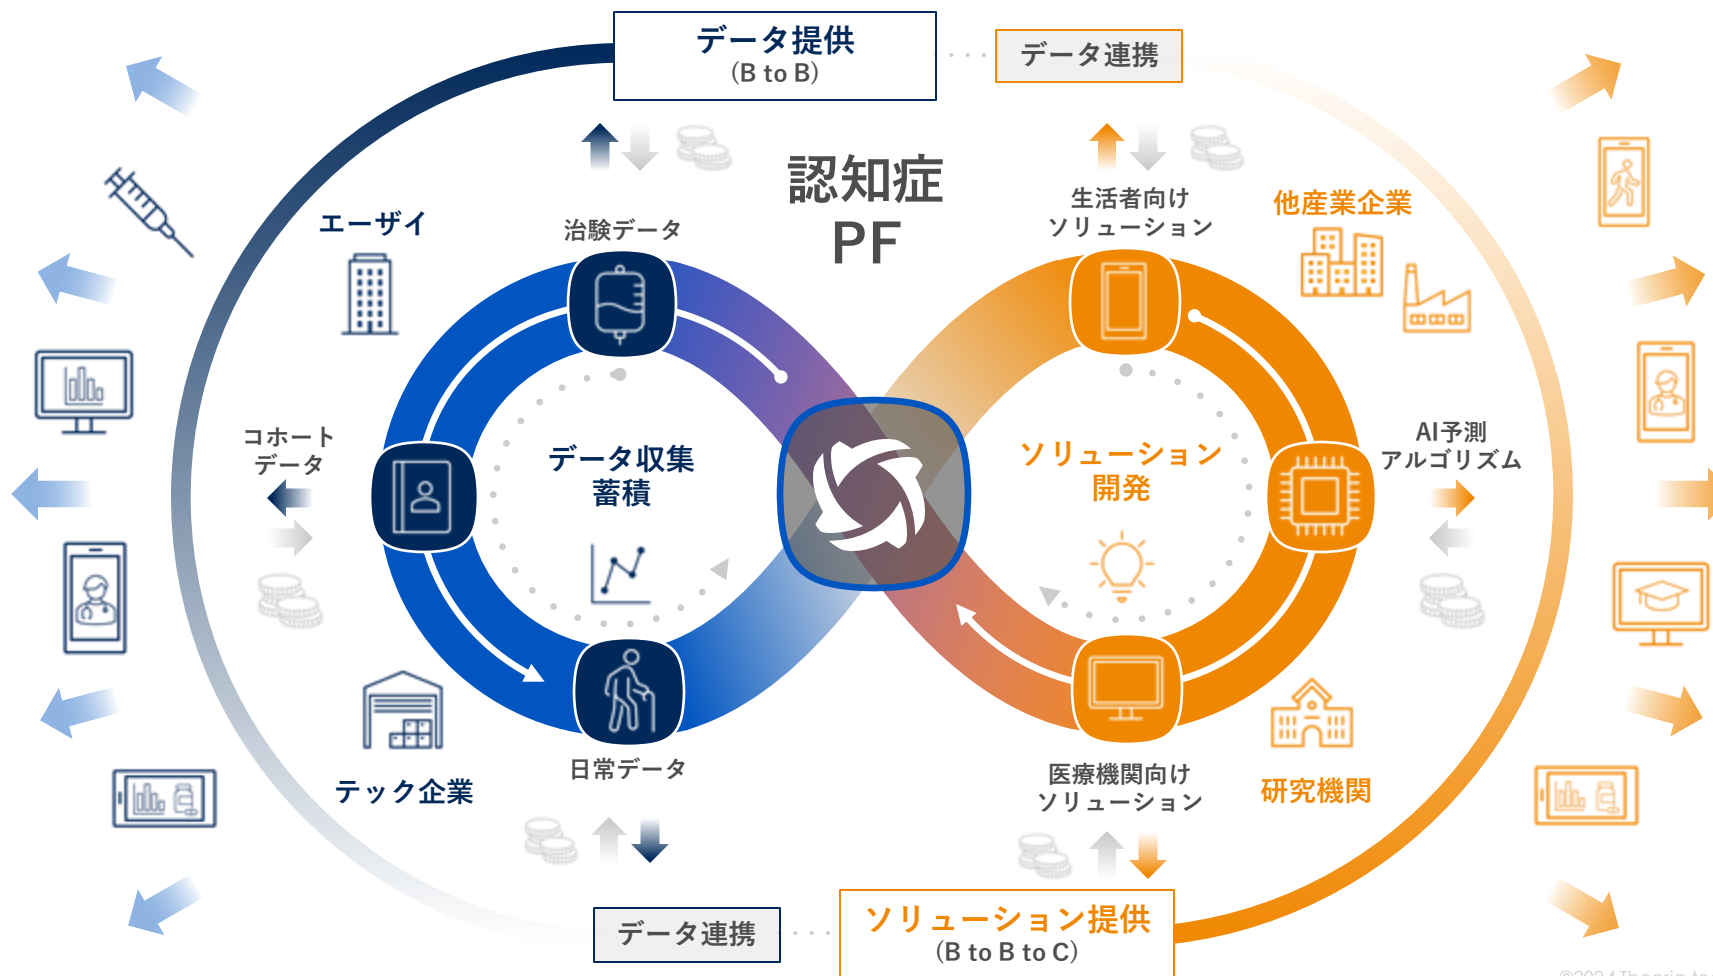 データ提供
(B to B)
データ連携
認知症
PF
エーザイ
治験データ
生活者向け
ソリューション
他産業企業
コホート
データ
データ収集
蓄積
ソリューション
開発
AI予測
アルゴリズム
テック企業
日常データ
医療機関向け
ソリューション
研究機関
データ連携
ソリューション提供
(B to B to C)